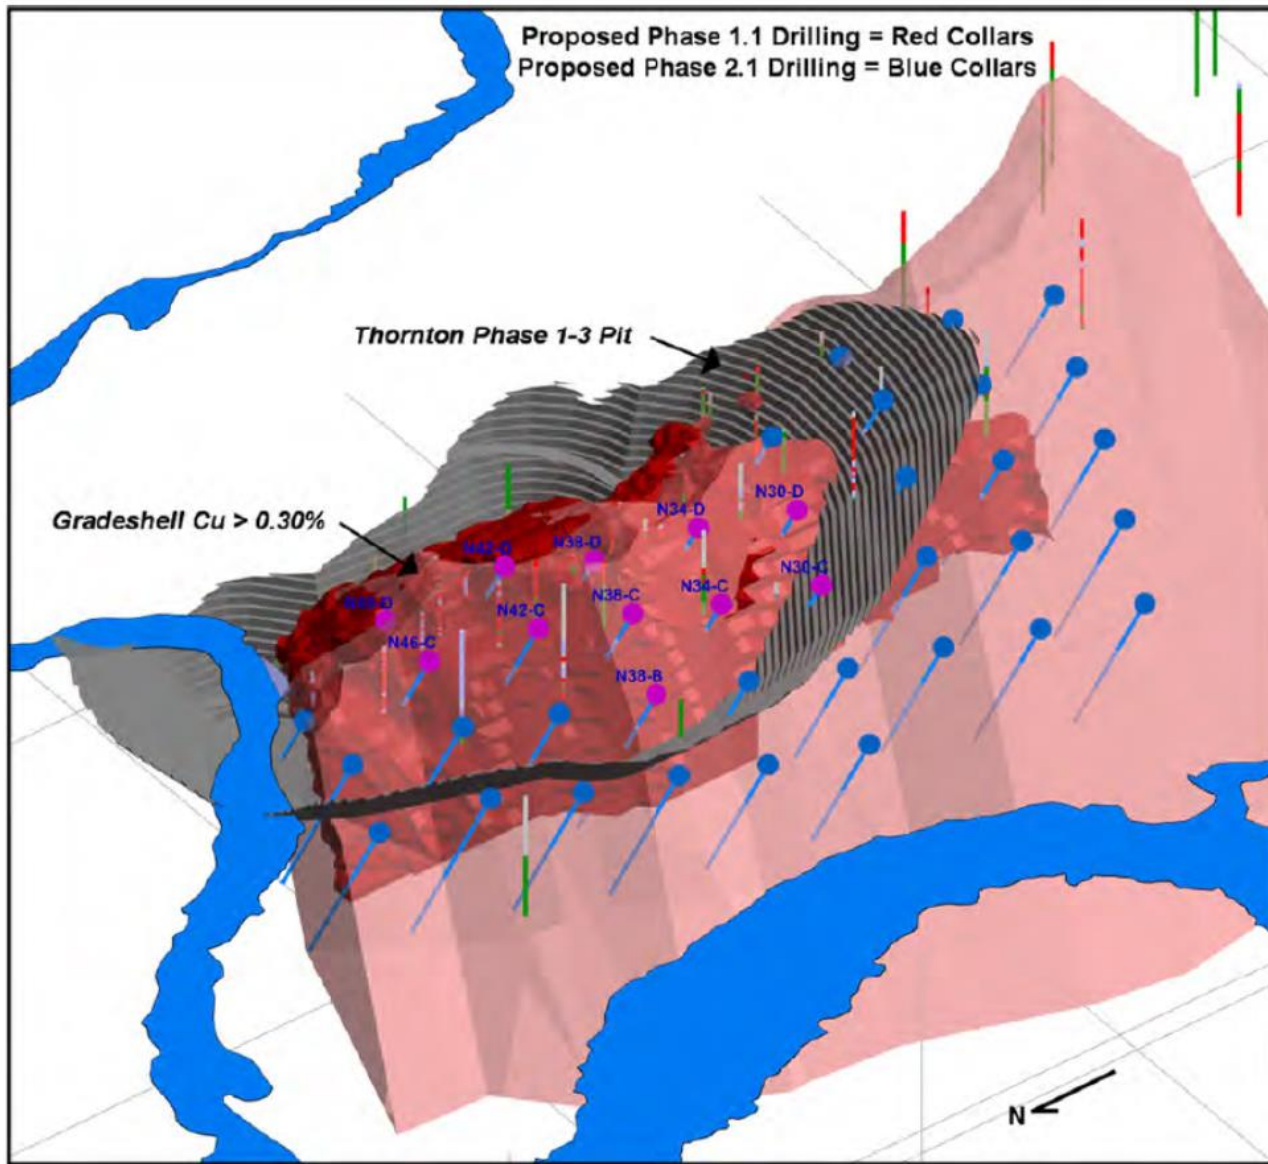 Proposed Phase 1.1 Drilling = Red Collars
Proposed Phase 2.1 Drilling = Blue Collars
Thornton Phase 1-3 Pit
Gradeshell Cu > 0.30%
N30-D
N34-D
N38-D
N42-D
N30-C
N34-C
N38-C
N42-C
N46-C
N38-B
N